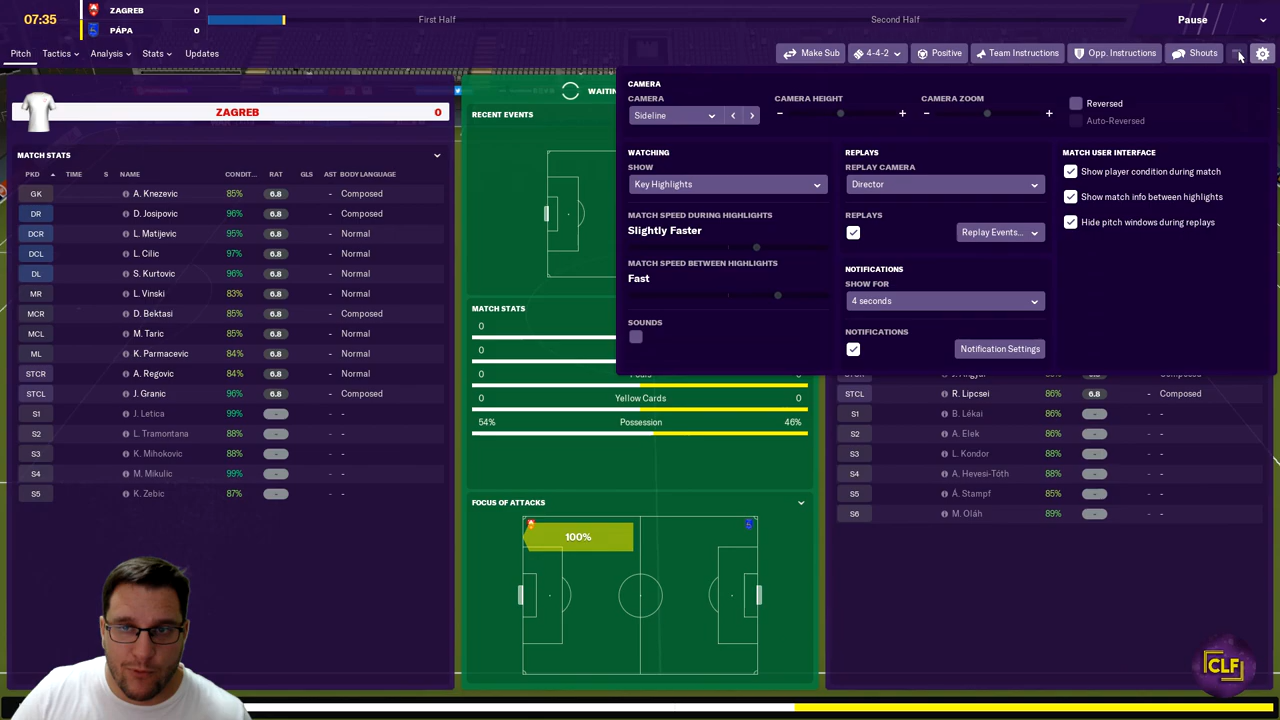 07:35
ZAGREB 0
PÁPA 0
First Half
Second Half
Pause
Pitch Tactics Analysis Stats Updates
Make Sub 4-4-2 Positive Team Instructions Opp. Instructions Shouts
ZAGREB 0
MATCH STATS
PKD TIME S NAME CONDIT... RAT GLS AST BODY LANGUAGE
GK A. Knezevic 85% 6.8 - Composed
DR D. Josipovic 96% 6.8 - Composed
DCR L. Matijevic 95% 6.8 - Normal
DCL L. Cilic 97% 6.8 - Normal
DL S. Kurtovic 96% 6.8 - Normal
MR L. Vinski 83% 6.8 - Normal
MCR D. Bektasi 85% 6.8 - Composed
MCL M. Taric 85% 6.8 - Normal
ML K. Parmacevic 84% 6.8 - Normal
STCR A. Regovic 84% 6.8 - Normal
STCL J. Granic 96% 6.8 - Composed
S1 J. Letica 99% - - -
S2 L. Tramontana 88% - - -
S3 K. Mihokovic 88% - - -
S4 M. Mikulic 99% - - -
S5 K. Zebic 87% - - -
WAITIN
RECENT EVENTS
MATCH STATS
0
0
0 0
0 Yellow Cards 0
54% Possession 46%
FOCUS OF ATTACKS
100%
CAMERA
CAMERA
Sideline
CAMERA HEIGHT
- +
CAMERA ZOOM
- +
Reversed
Auto-Reversed
WATCHING
SHOW
Key Highlights
MATCH SPEED DURING HIGHLIGHTS
Slightly Faster
MATCH SPEED BETWEEN HIGHLIGHTS
Fast
SOUNDS
REPLAYS
REPLAY CAMERA
Director
REPLAYS
Replay Events...
NOTIFICATIONS
SHOW FOR
4 seconds
NOTIFICATIONS
Notification Settings
MATCH USER INTERFACE
Show player condition during match
Show match info between highlights
Hide pitch windows during replays
STCL R. Lipcsei 86% 6.8 - Composed
S1 B. Lékai 86% - - -
S2 A. Elek 86% - - -
S3 L. Kondor 88% - - -
S4 A. Hevesi-Tóth 88% - - -
S5 Á. Stampf 85% - - -
S6 M. Oláh 89% - - -
CLF